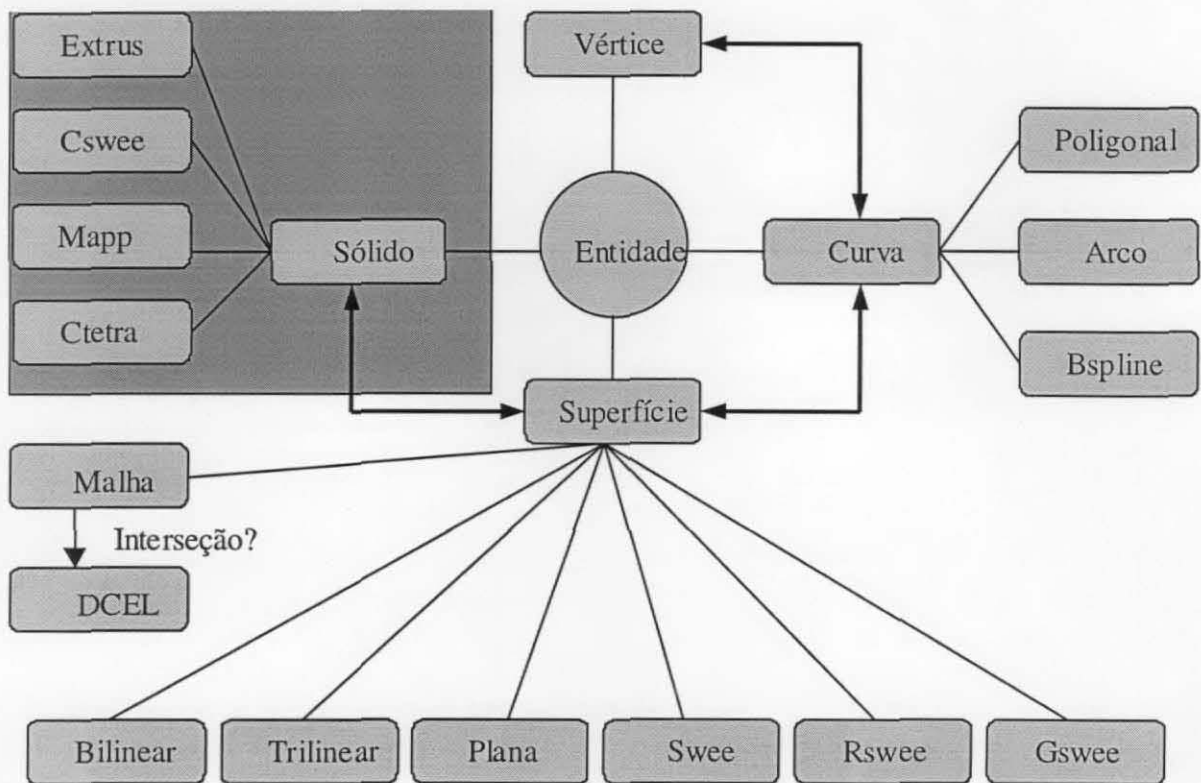 Extrus
Vértice
Cswee
Poligonal
Mapp
Sólido
Entidade
Curva
Arco
Ctetra
Bspline
Superfície
Malha
Interseção?
DCEL
Bilinear
Trilinear
Plana
Swee
Rswee
Gswee